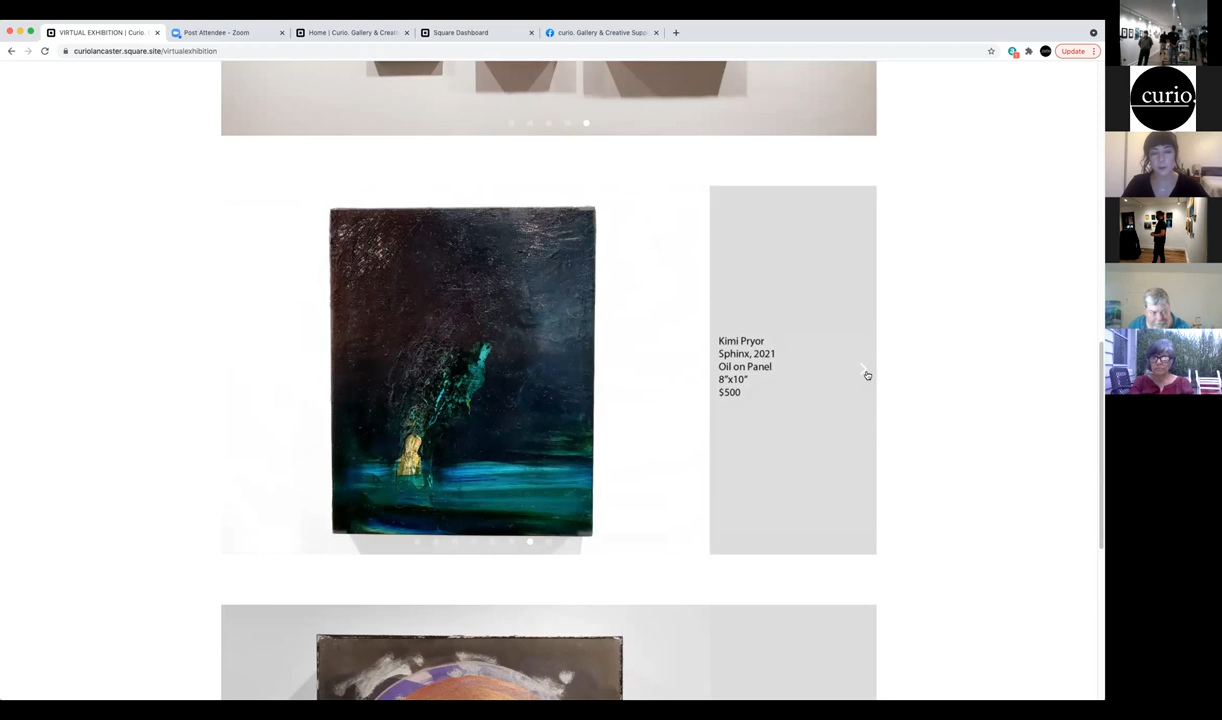 VIRTUAL EXHIBITION | Curio.
Post Attendee - Zoom
Home | Curio. Gallery & Creati
Square Dashboard
curio. Gallery & Creative Supp
curiolancaster.square.site/virtualexhibition
Update
curio.
Kimi Pryor
Sphinx, 2021
Oil on Panel
8"x10"
$500